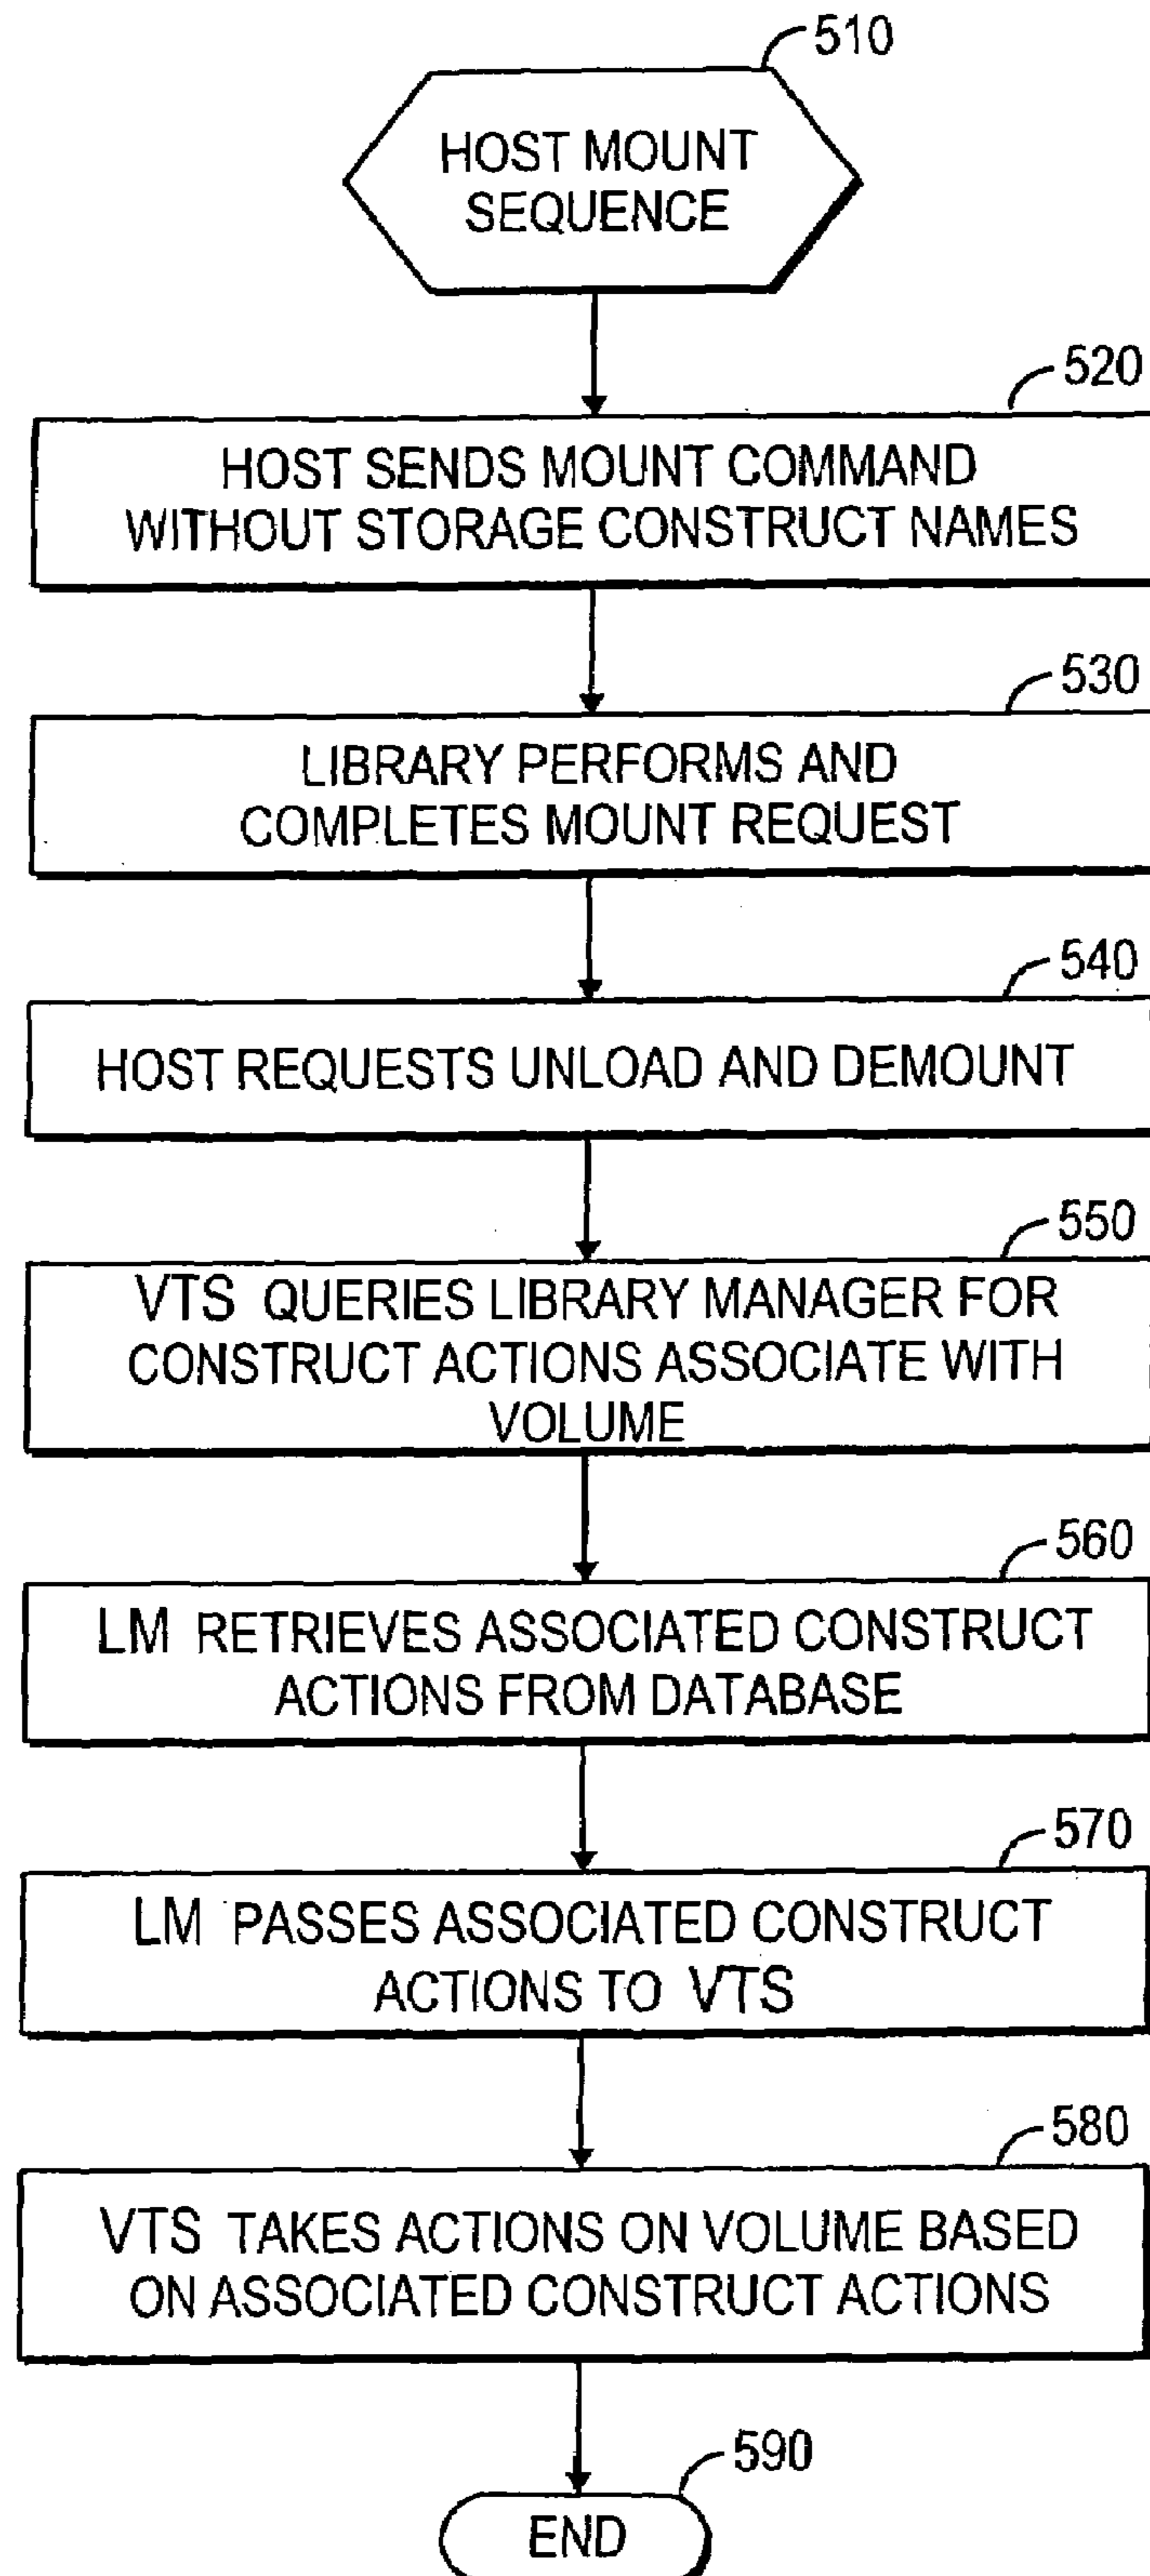 510
HOST MOUNT
SEQUENCE
520
HOST SENDS MOUNT COMMAND
WITHOUT STORAGE CONSTRUCT NAMES
530
LIBRARY PERFORMS AND
COMPLETES MOUNT REQUEST
540
HOST REQUESTS UNLOAD AND DEMOUNT
550
VTS QUERIES LIBRARY MANAGER FOR
CONSTRUCT ACTIONS ASSOCIATE WITH
VOLUME
560
LM RETRIEVES ASSOCIATED CONSTRUCT
ACTIONS FROM DATABASE
570
LM PASSES ASSOCIATED CONSTRUCT
ACTIONS TO VTS
580
VTS TAKES ACTIONS ON VOLUME BASED
ON ASSOCIATED CONSTRUCT ACTIONS
590
END